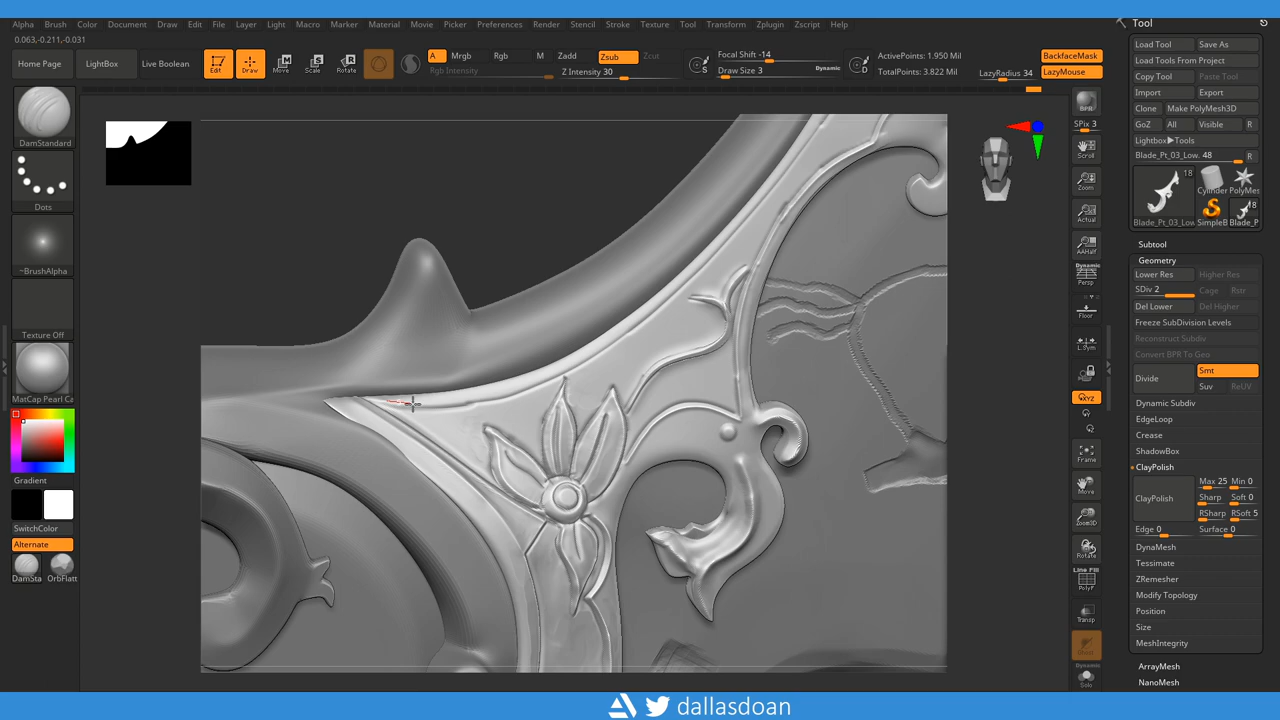 Alpha Brush Color Document Draw Edit File Layer Light Macro Marker Material Movie Picker Preferences Render Stencil Stroke Texture Tool Transform Zplugin Zscript Help
0.063,-0.211,-0.031
Home Page LightBox Live Boolean
Edit Draw Move Scale Rotate
A Mrgb Rgb M Zadd Zsub Zcut
Rgb Intensity Z Intensity 30
Focal Shift -14
Draw Size 3 Dynamic
S
D
ActivePoints: 1.950 Mil
TotalPoints: 3.822 Mil
LazyRadius 34
BackfaceMask
LazyMouse
DamStandard
Dots
~BrushAlpha
Texture Off
MatCap Pearl Ca
Gradient
SwitchColor
Alternate
DamSta OrbFlatt
BPR
SPix 3
Scroll
Zoom
Actual
AAHalf
Dynamic
Persp
Floor
L.Sym
XYZ
Frame
Move
Zoom3D
Rotate
Line Fill
PolyF
Transp
Ghost
Dynamic
Solo
Tool
Load Tool Save As
Load Tools From Project
Copy Tool Paste Tool
Import Export
Clone Make PolyMesh3D
GoZ All Visible R
Lightbox▶Tools
Blade_Pt_03_Low. 48 R
18
Cylinder PolyMes
18
Blade_Pt_03_Low SimpleB Blade_P
Subtool
Geometry
Lower Res Higher Res
SDiv 2 Cage Rstr
Del Lower Del Higher
Freeze SubDivision Levels
Reconstruct Subdiv
Convert BPR To Geo
Divide Smt
Suv ReUV
Dynamic Subdiv
EdgeLoop
Crease
ShadowBox
ClayPolish
ClayPolish Max 25 Min 0
Sharp Soft 0
RSharp RSoft 5
Edge 0 Surface 0
DynaMesh
Tessimate
ZRemesher
Modify Topology
Position
Size
MeshIntegrity
ArrayMesh
NanoMesh
dallasdoan